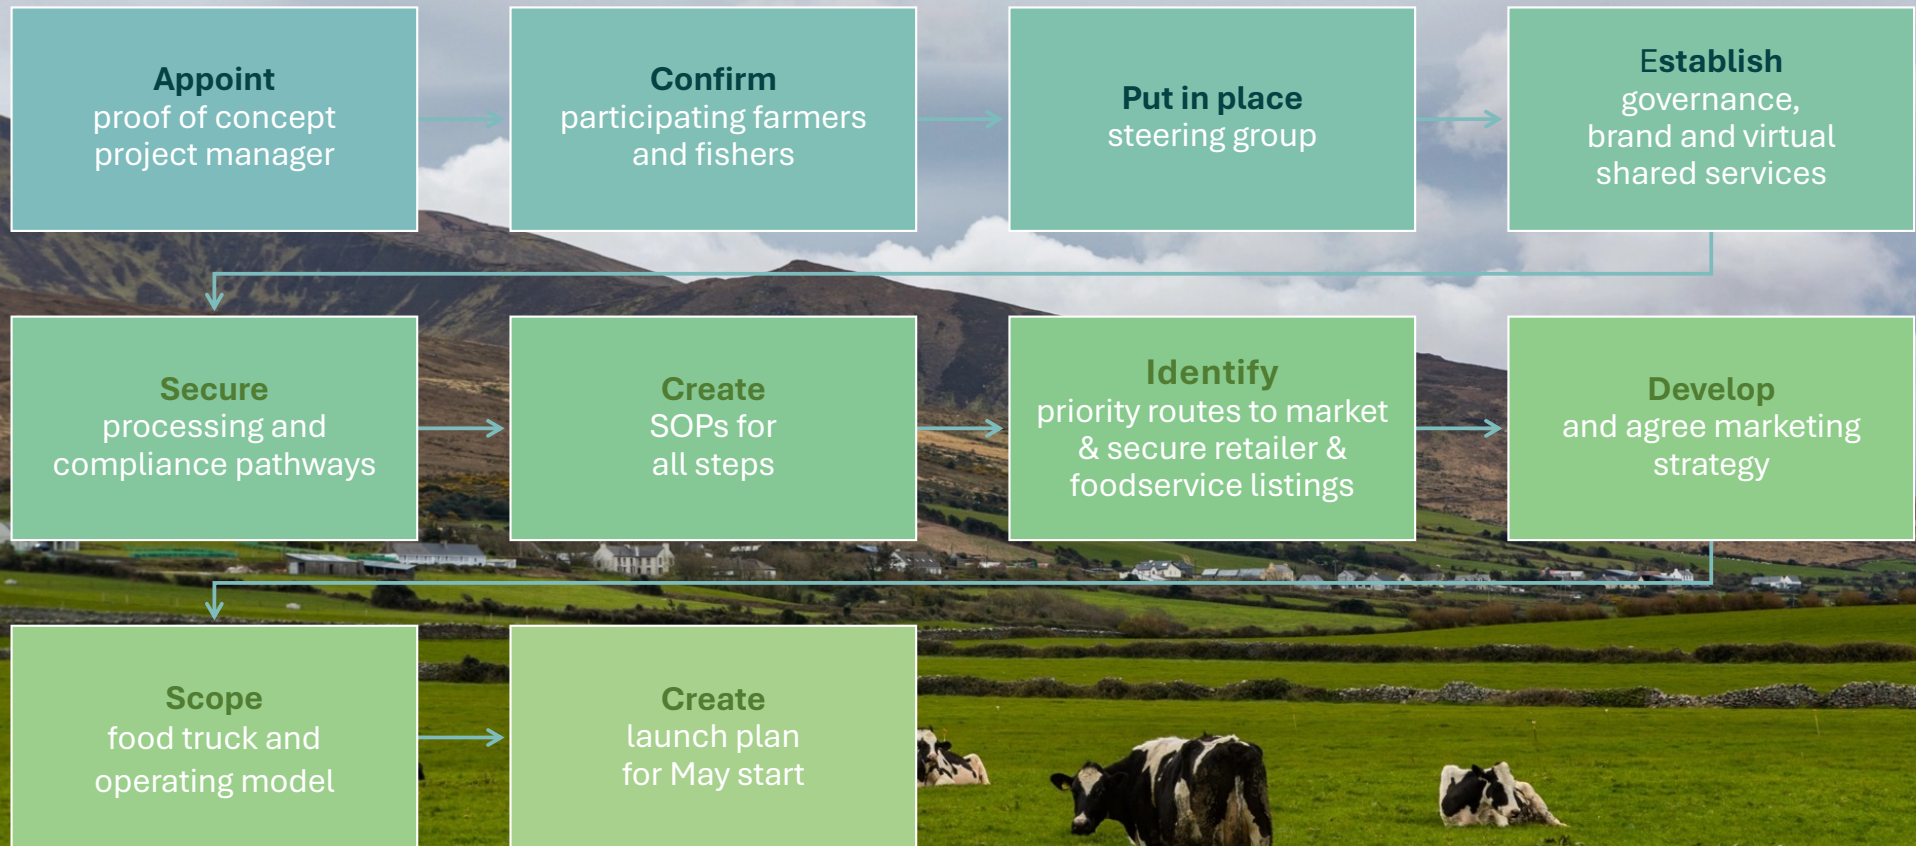 Appoint
proof of concept
project manager
Confirm
participating farmers
and fishers
Put in place
steering group
Establish
governance,
brand and virtual
shared services
Secure
processing and
compliance pathways
Create
SOPs for
all steps
Identify
priority routes to market
& secure retailer &
foodservice listings
Develop
and agree marketing
strategy
Scope
food truck and
operating model
Create
launch plan
for May start